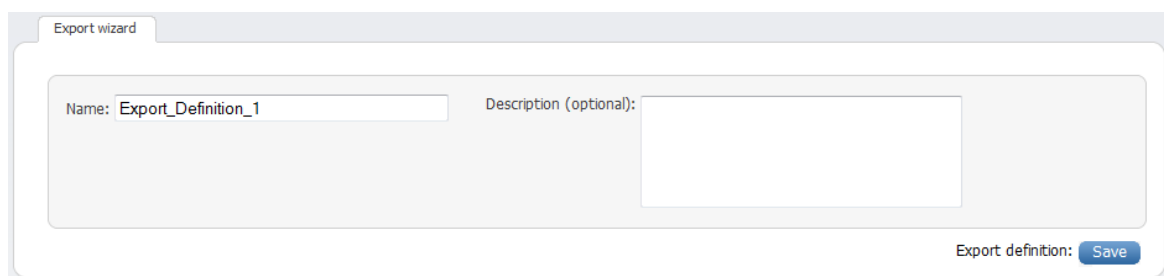 Export wizard
Name: Export_Definition_1
Description (optional):
Export definition: Save